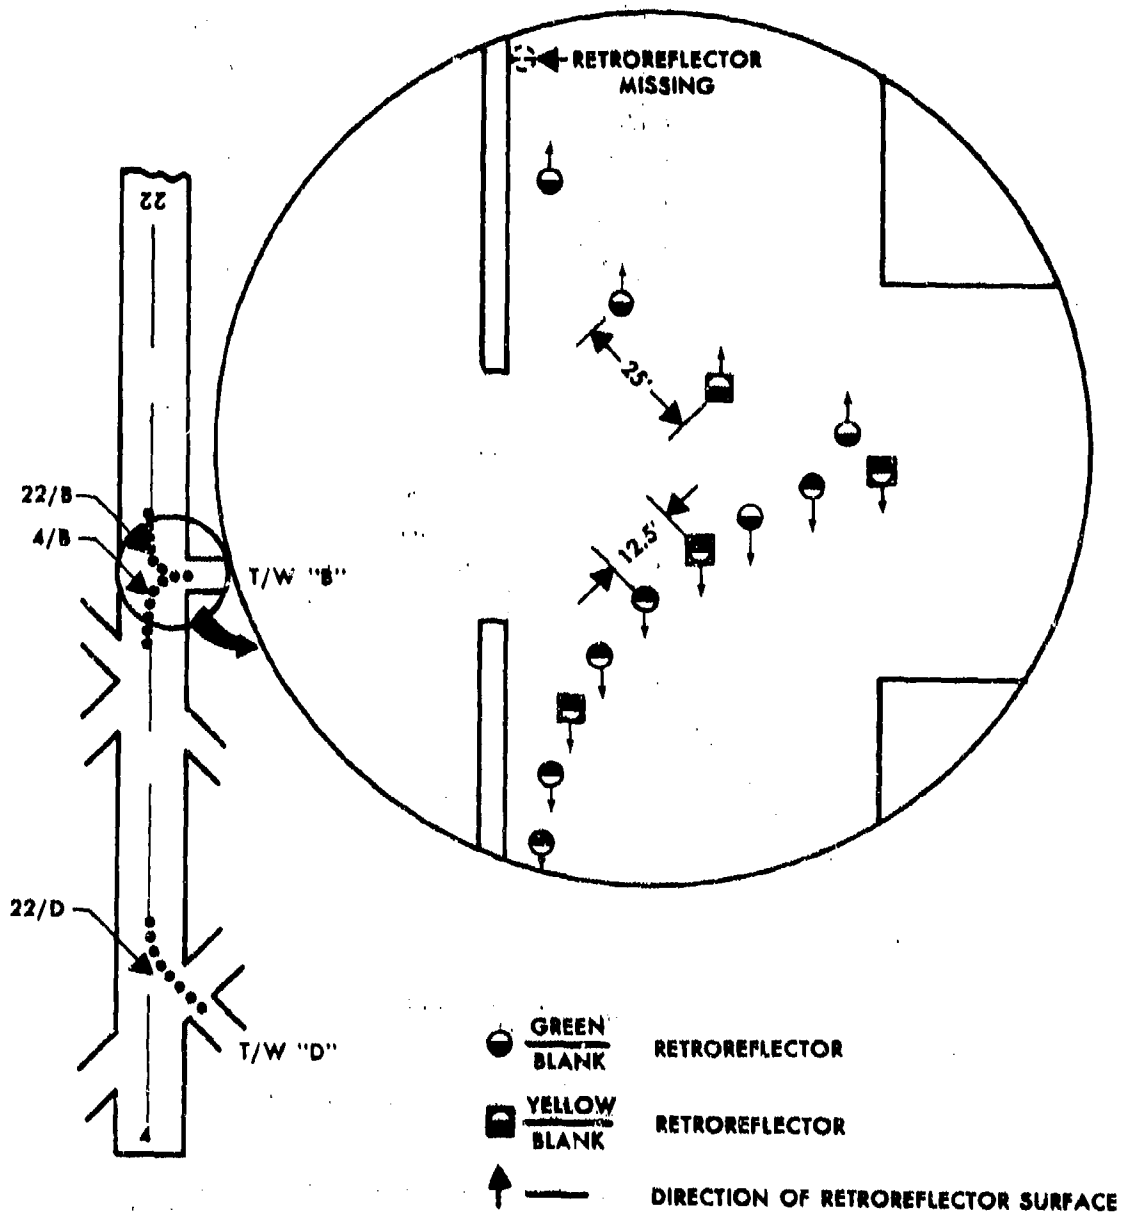 RETROREFLECTOR
MISSING
22
25'
22/B
4/B
12.5'
T/W "B"
22/D
T/W "D"
4
GREEN
BLANK
RETROREFLECTOR
YELLOW
BLANK
RETROREFLECTOR
DIRECTION OF RETROREFLECTOR SURFACE